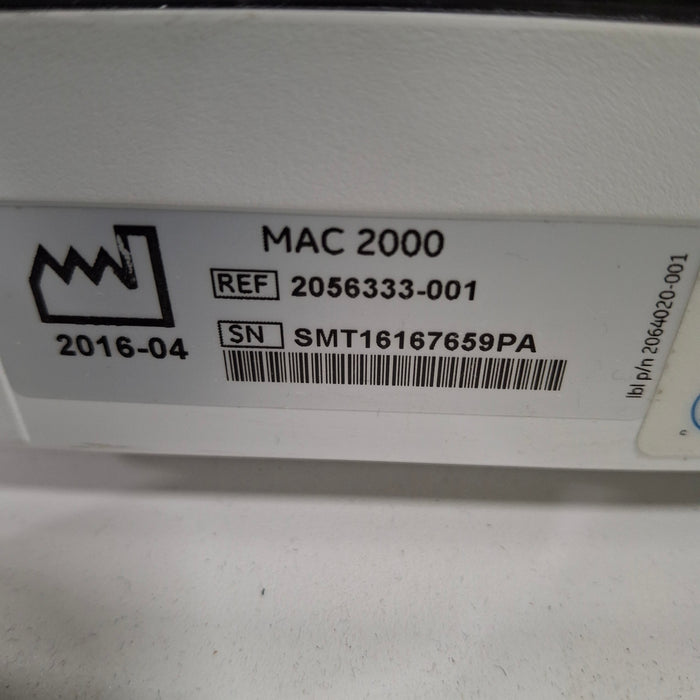 MAC 2000
REF 2056333-001
2016-04
SN SMT16167659PA
lbl p/n 2064020-001